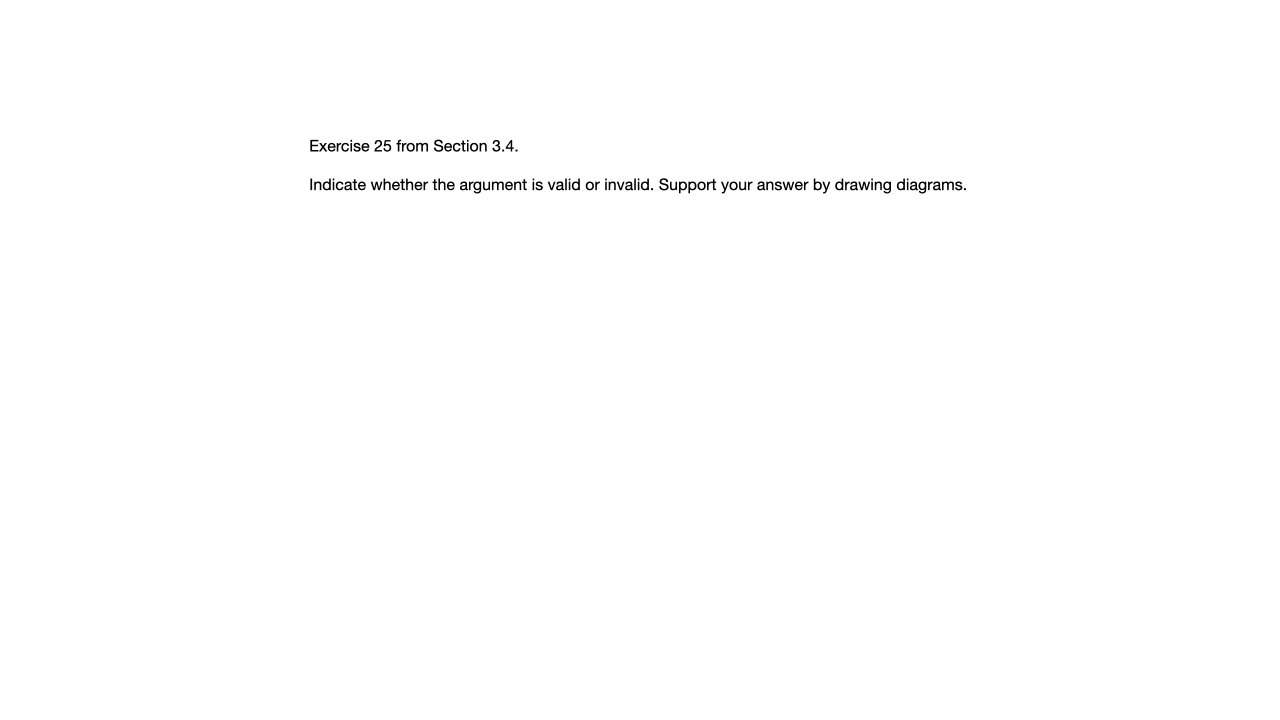 Exercise 25 from Section 3.4.
Indicate whether the argument is valid or invalid. Support your answer by drawing diagrams.